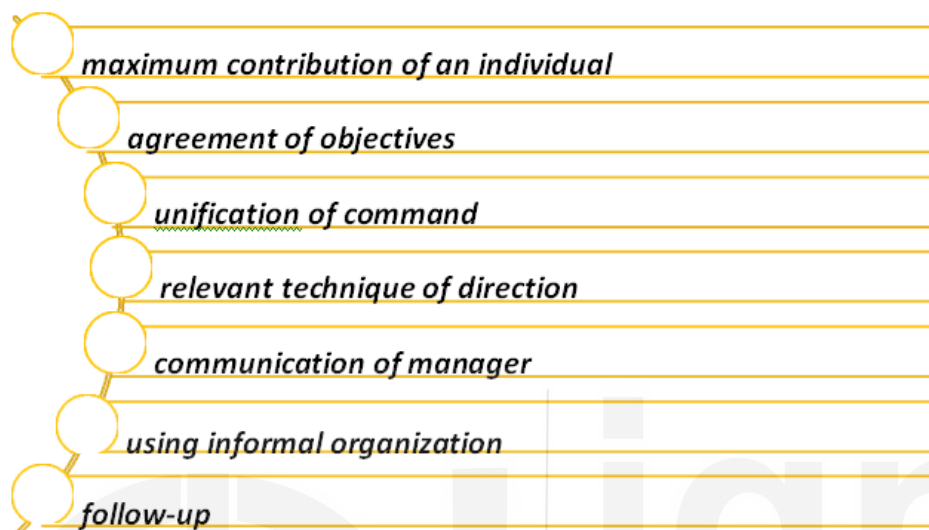 maximum contribution of an individual
agreement of objectives
unification of command
relevant technique of direction
communication of manager
using informal organization
follow-up